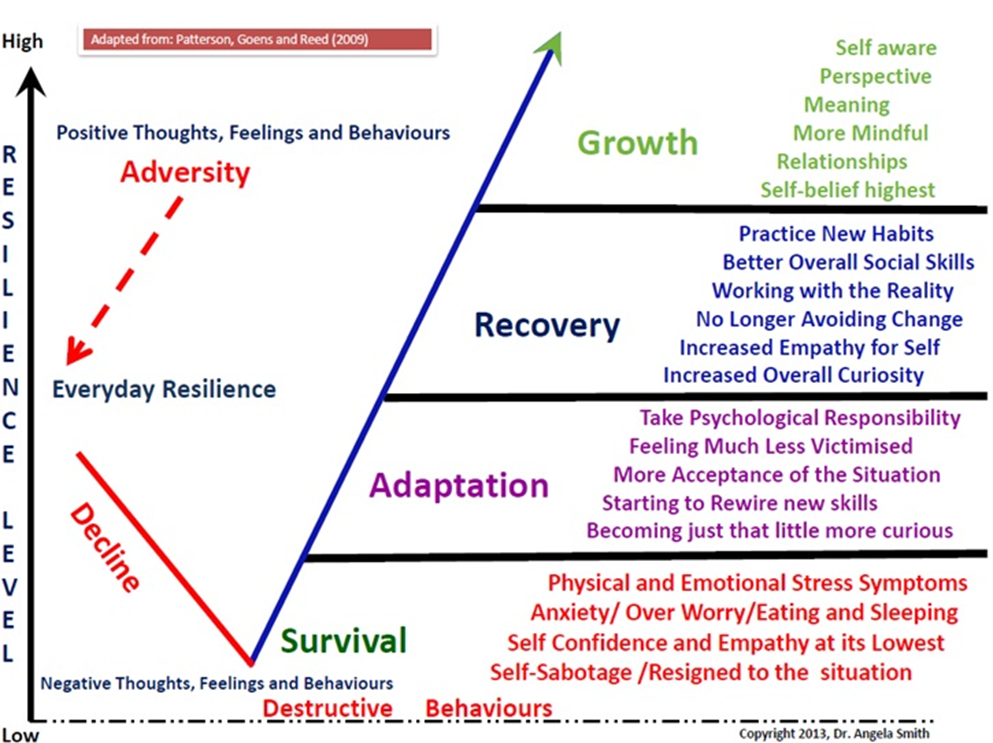 High
Adapted from: Patterson, Goens and Reed (2009)
Positive Thoughts, Feelings and Behaviours
Adversity
Everyday Resilience
RESILIENCE LEVEL
Decline
Growth
Self aware
Perspective
Meaning
More Mindful
Relationships
Self-belief highest
Recovery
Practice New Habits
Better Overall Social Skills
Working with the Reality
No Longer Avoiding Change
Increased Empathy for Self
Increased Overall Curiosity
Adaptation
Take Psychological Responsibility
Feeling Much Less Victimised
More Acceptance of the Situation
Starting to Rewire new skills
Becoming just that little more curious
Survival
Physical and Emotional Stress Symptoms
Anxiety/ Over Worry/Eating and Sleeping
Self Confidence and Empathy at its Lowest
Self-Sabotage /Resigned to the situation
Negative Thoughts, Feelings and Behaviours
Destructive Behaviours
Low
Copyright 2013, Dr. Angela Smith